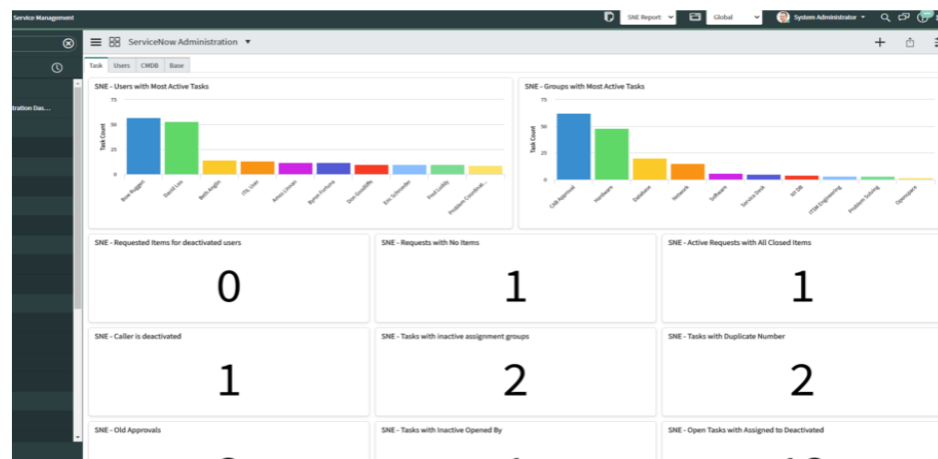 Service Management
SNE Report
Global
System Administrator
ServiceNow Administration
Task Users CMDB Base
tration Das...
SNE - Users with Most Active Tasks
75
50
25
0
Task Count
Bow Ruggeri
David Loo
Beth Anglin
ITIL User
Amos Linnan
Byron Fortuna
Don Goodliffe
Eric Schroeder
Fred Luddy
Problem Coordinat...
SNE - Groups with Most Active Tasks
75
50
25
0
Task Count
CAB Approval
Hardware
Database
Network
Software
Service Desk
NY DB
ITSM Engineering
Problem Solving
Openspace
SNE - Requested Items for deactivated users
0
SNE - Requests with No Items
1
SNE - Active Requests with All Closed Items
1
SNE - Caller is deactivated
1
SNE - Tasks with inactive assignment groups
2
SNE - Tasks with Duplicate Number
2
SNE - Old Approvals
SNE - Tasks with Inactive Opened By
SNE - Open Tasks with Assigned to Deactivated